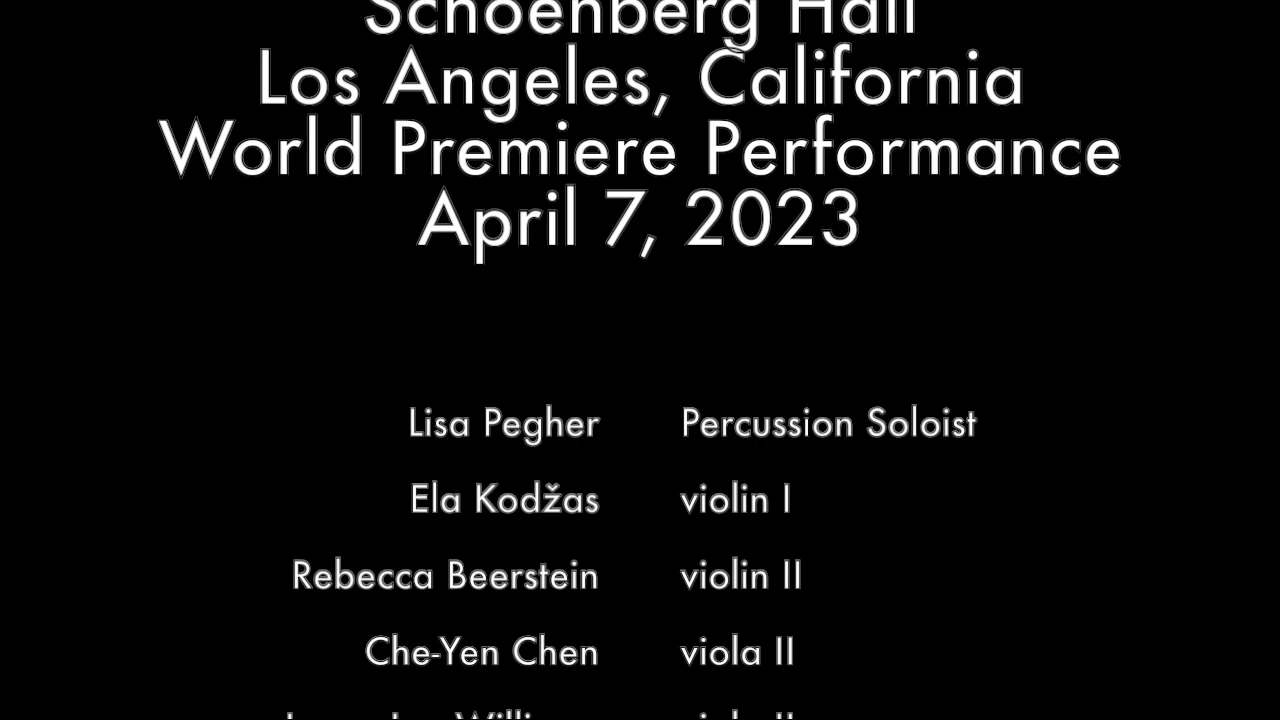 Schoenberg Hall
Los Angeles, California
World Premiere Performance
April 7, 2023
Lisa Pegher Percussion Soloist
Ela Kodžas violin I
Rebecca Beerstein violin II
Che-Yen Chen viola II